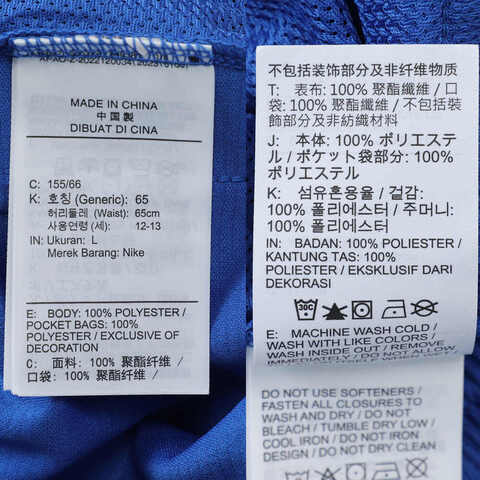 MADE IN CHINA
中国製
DIBUAT DI CINA
C: 155/66
K: 호칭 (Generic): 65
허리둘레 (Waist): 65cm
사용연령 (세): 12-13
IN: Ukuran: L
Merek Barang: Nike
E: BODY: 100% POLYESTER /
POCKET BAGS: 100%
POLYESTER / EXCLUSIVE OF
DECORATION
C: 面料: 100% 聚酯纤维
/ 口袋: 100% 聚酯纤维 /
不包括装饰部分及非纤维物质
T: 表布: 100% 聚酯纖維 / 口
袋: 100% 聚酯纖維 / 不包括裝
飾部分及非紡織材料
J: 本体: 100% ポリエステ
ル / ポケット袋部分: 100%
ポリエステル
K: 섬유혼용율 / 겉감:
100% 폴리에스터 / 주머니:
100% 폴리에스터
IN: BADAN: 100% POLIESTER /
KANTUNG TAS: 100%
POLIESTER / EKSKLUSIF DARI
DEKORASI
30C
E: MACHINE WASH COLD /
WASH WITH LIKE COLORS /
WASH INSIDE OUT / REMOVE
IMMEDIATELY / DO NOT
DO NOT USE SOFTENERS /
FASTEN ALL CLOSURES TO
WASH AND DRY / DO NOT
BLEACH / TUMBLE DRY LOW /
COOL IRON / DO NOT IRON
DESIGN / DO NOT DRY CLEAN